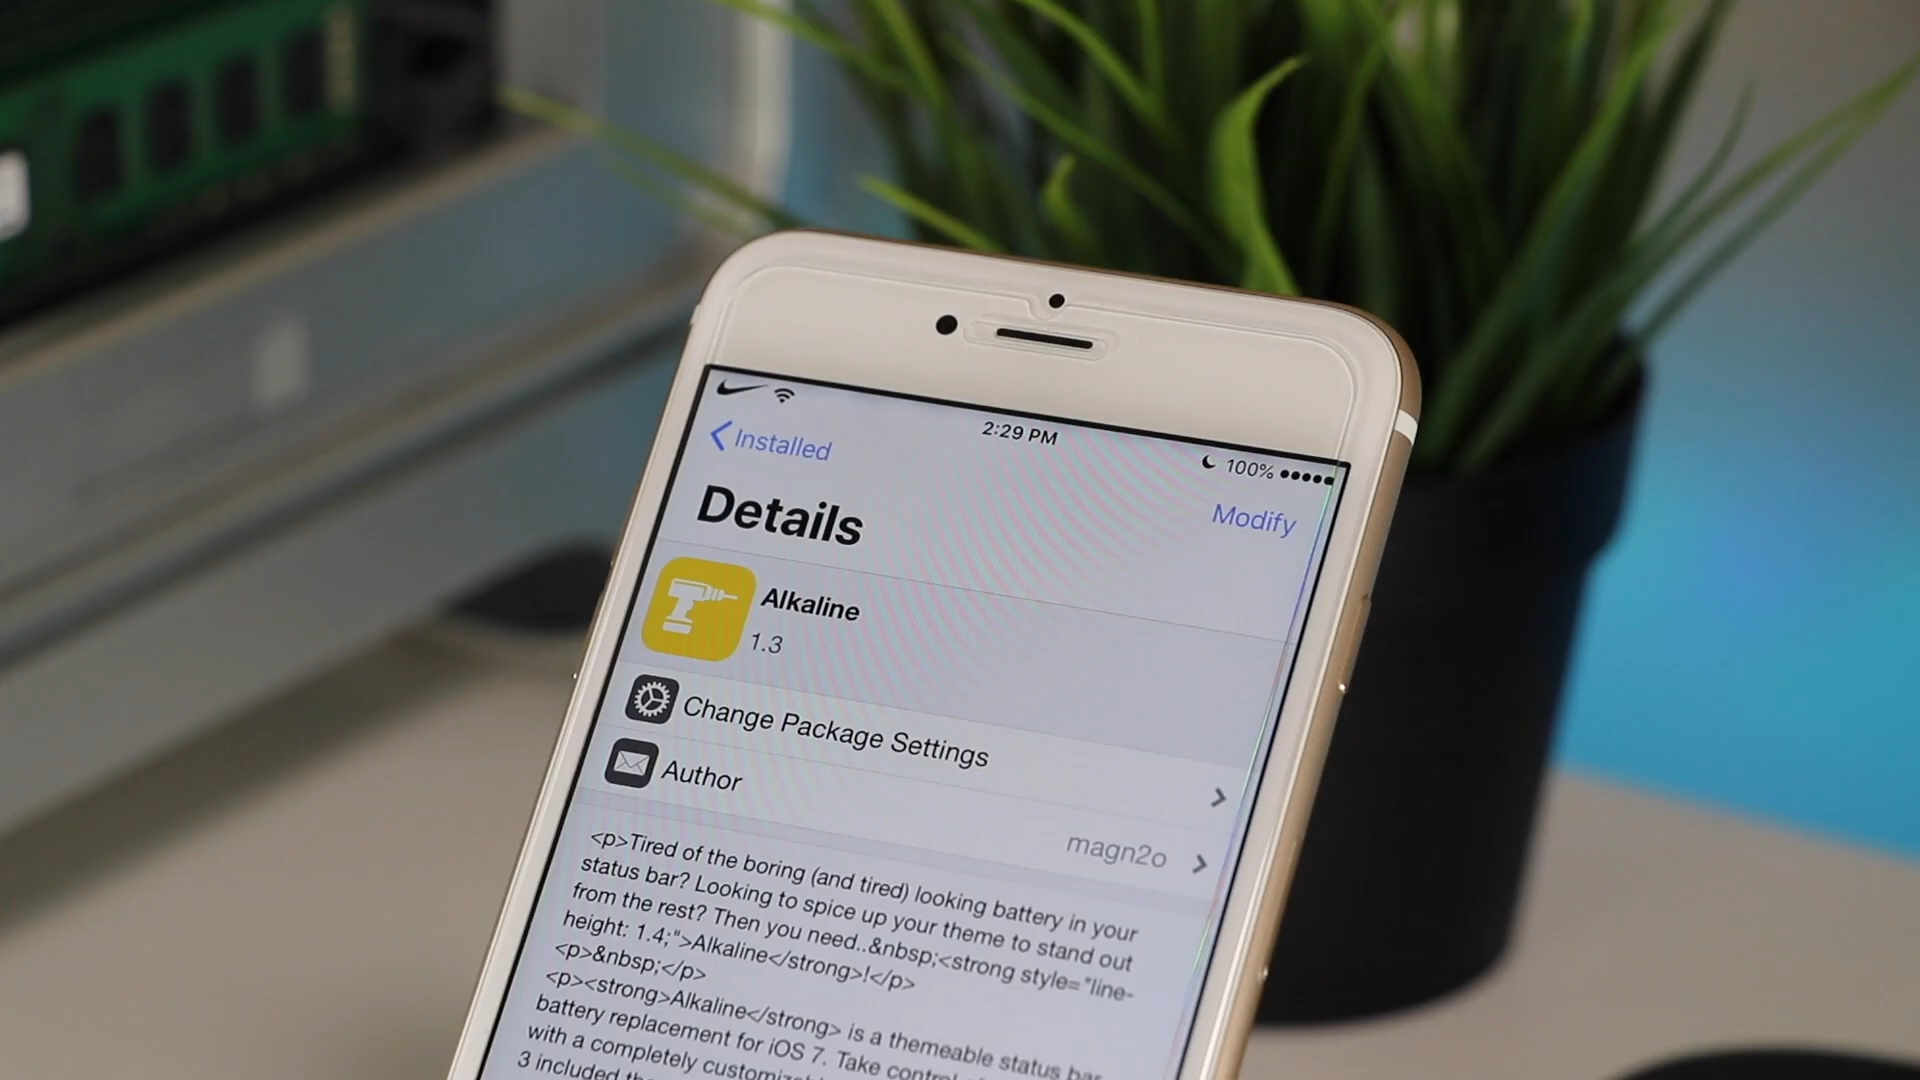 2:29 PM
100%
Installed
Modify
Details
Alkaline
1.3
Change Package Settings
Author
magn2o
<p>Tired of the boring (and tired) looking battery in your
status bar? Looking to spice up your theme to stand out
from the rest? Then you need..&nbsp;<strong style="line-
height: 1.4;">Alkaline</strong>!</p>
<p>&nbsp;</p>
<p><strong>Alkaline</strong> is a themeable status bar
battery replacement for iOS 7. Take control
with a completely
3 included